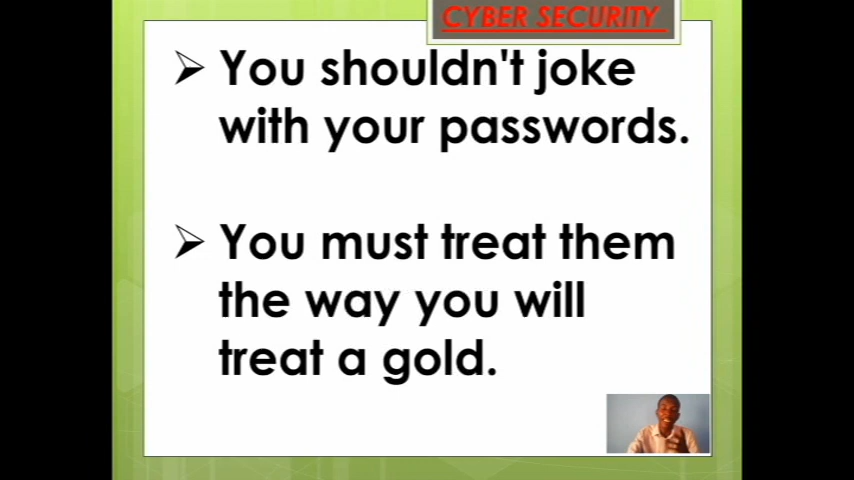 CYBER SECURITY
➢ You shouldn't joke
with your passwords.
➢ You must treat them
the way you will
treat a gold.